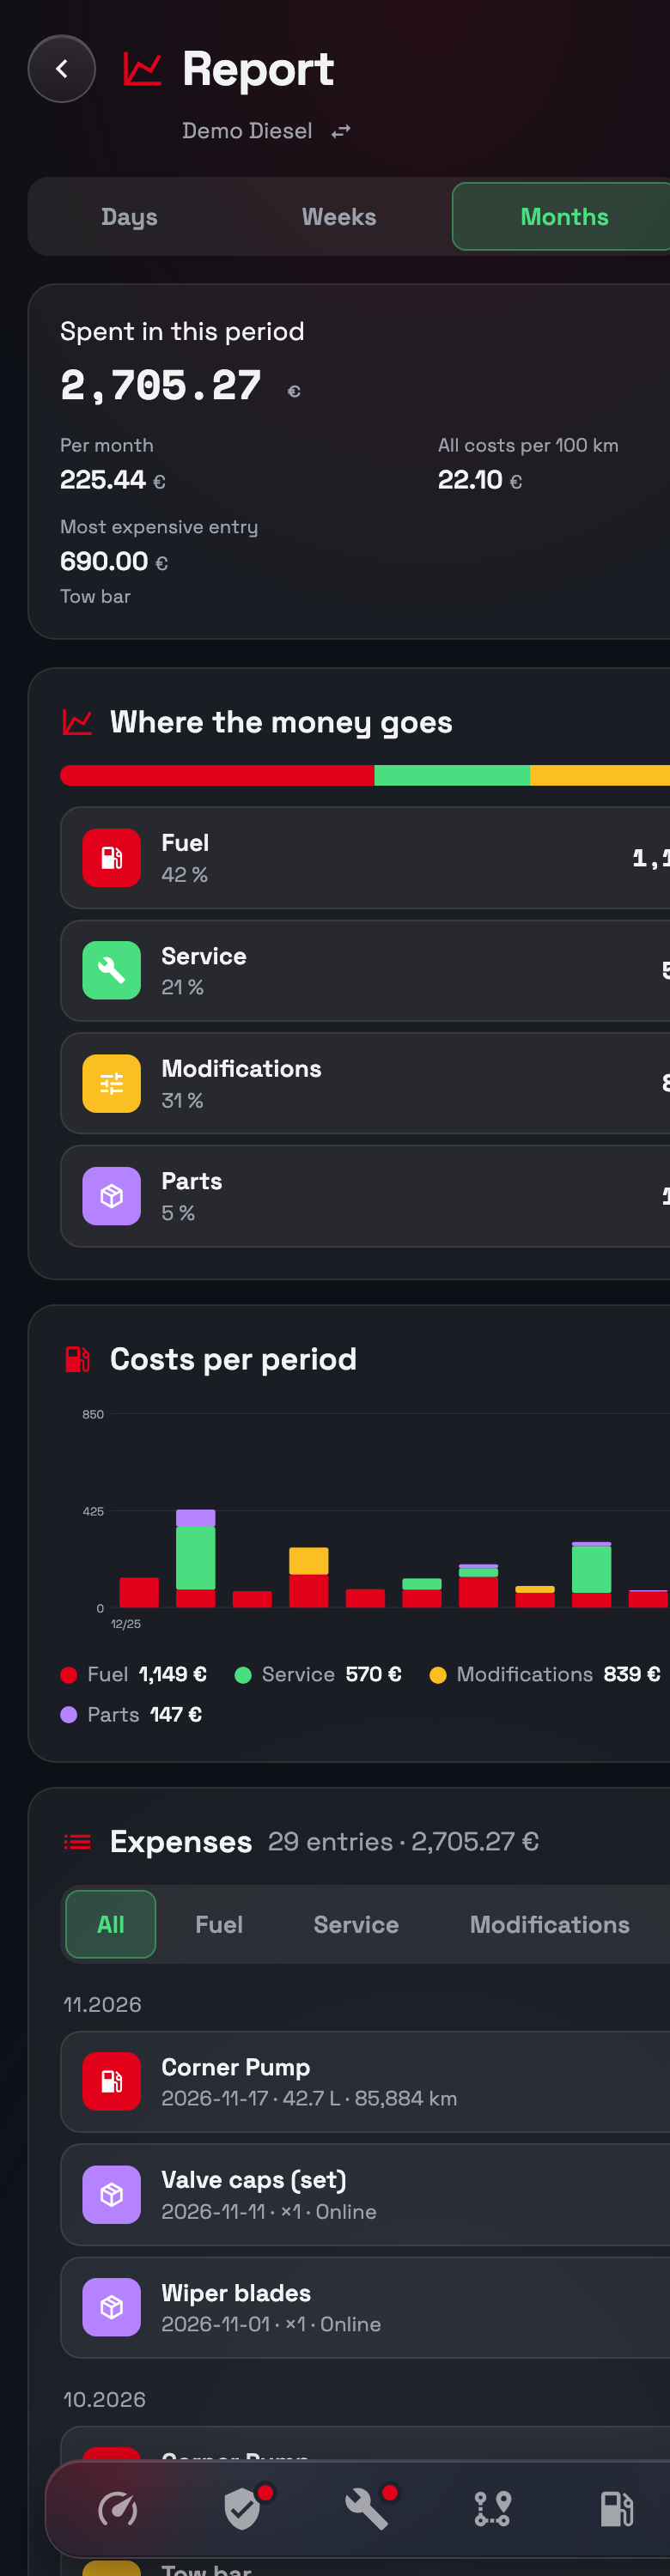 Report
Demo Diesel
Days Weeks Months
Spent in this period
2,705.27 €
Per month All costs per 100 km
225.44 € 22.10 €
Most expensive entry
690.00 €
Tow bar
Where the money goes
Fuel
42 %
Service
21 %
Modifications
31 %
Parts
5 %
Costs per period
850
425
0
12/25
Fuel 1,149 € Service 570 € Modifications 839 €
Parts 147 €
Expenses 29 entries · 2,705.27 €
All Fuel Service Modifications
11.2026
Corner Pump
2026-11-17 · 42.7 L · 85,884 km
Valve caps (set)
2026-11-11 · ×1 · Online
Wiper blades
2026-11-01 · ×1 · Online
10.2026
Corner Pump
Tow bar